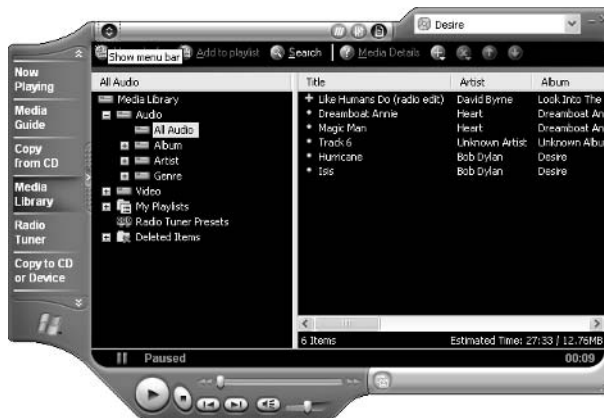 Desire
Show menu bar
Add to playlist
Search
Media Details
Now
Playing
Media
Guide
Copy
from CD
Media
Library
Radio
Tuner
Copy to CD
or Device
All Audio
Media Library
Audio
All Audio
Album
Artist
Genre
Video
My Playlists
Radio Tuner Presets
Deleted Items
Title Artist Album
Like Humans Do (radio edit) David Byrne Look Into The
Dreamboat Annie Heart Dreamboat An
Magic Man Heart Dreamboat An
Track 6 Unknown Artist Unknown Albu
Hurricane Bob Dylan Desire
Isis Bob Dylan Desire
6 Items Estimated Time: 27:33 / 12.76MB
Paused 00:09